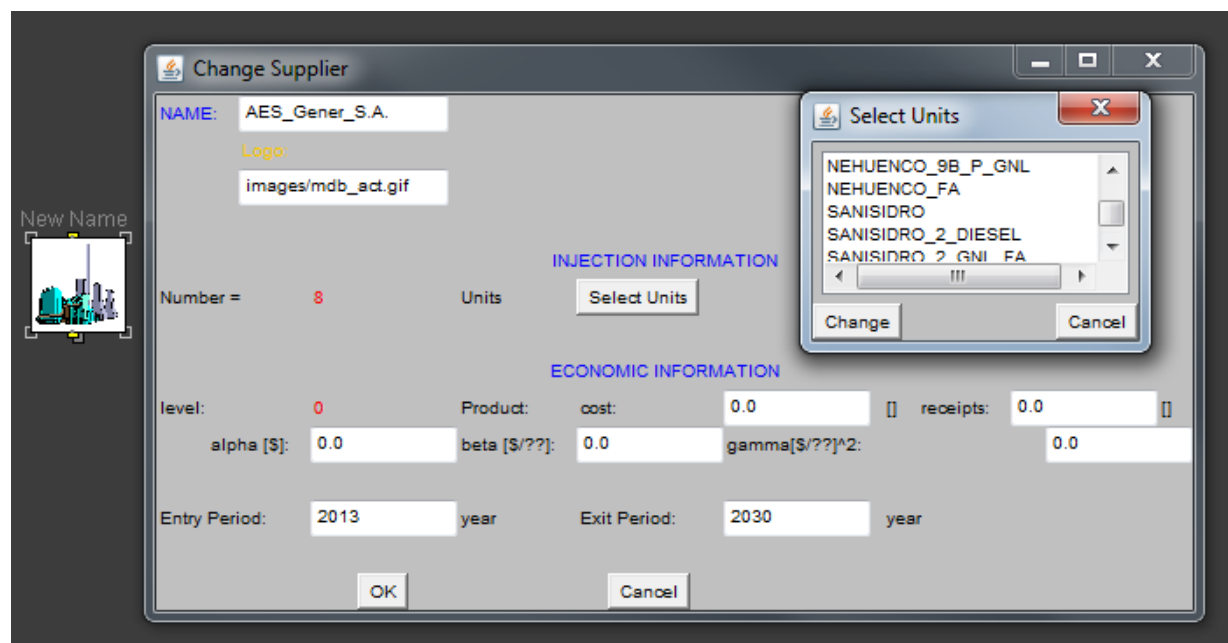 Change Supplier
NAME: AES_Gener_S.A.
Logo:
images/mdb_act.gif
Select Units
NEHUENCO_9B_P_GNL
NEHUENCO_FA
SANISIDRO
SANISIDRO_2_DIESEL
SANISIDRO_2_GNL_FA
Change Cancel
New Name
INJECTION INFORMATION
Number = 8 Units Select Units
ECONOMIC INFORMATION
level: 0 Product: cost: 0.0 [] receipts: 0.0 []
alpha [$]: 0.0 beta [$/??]: 0.0 gamma[$/??]^2: 0.0
Entry Period: 2013 year Exit Period: 2030 year
OK Cancel